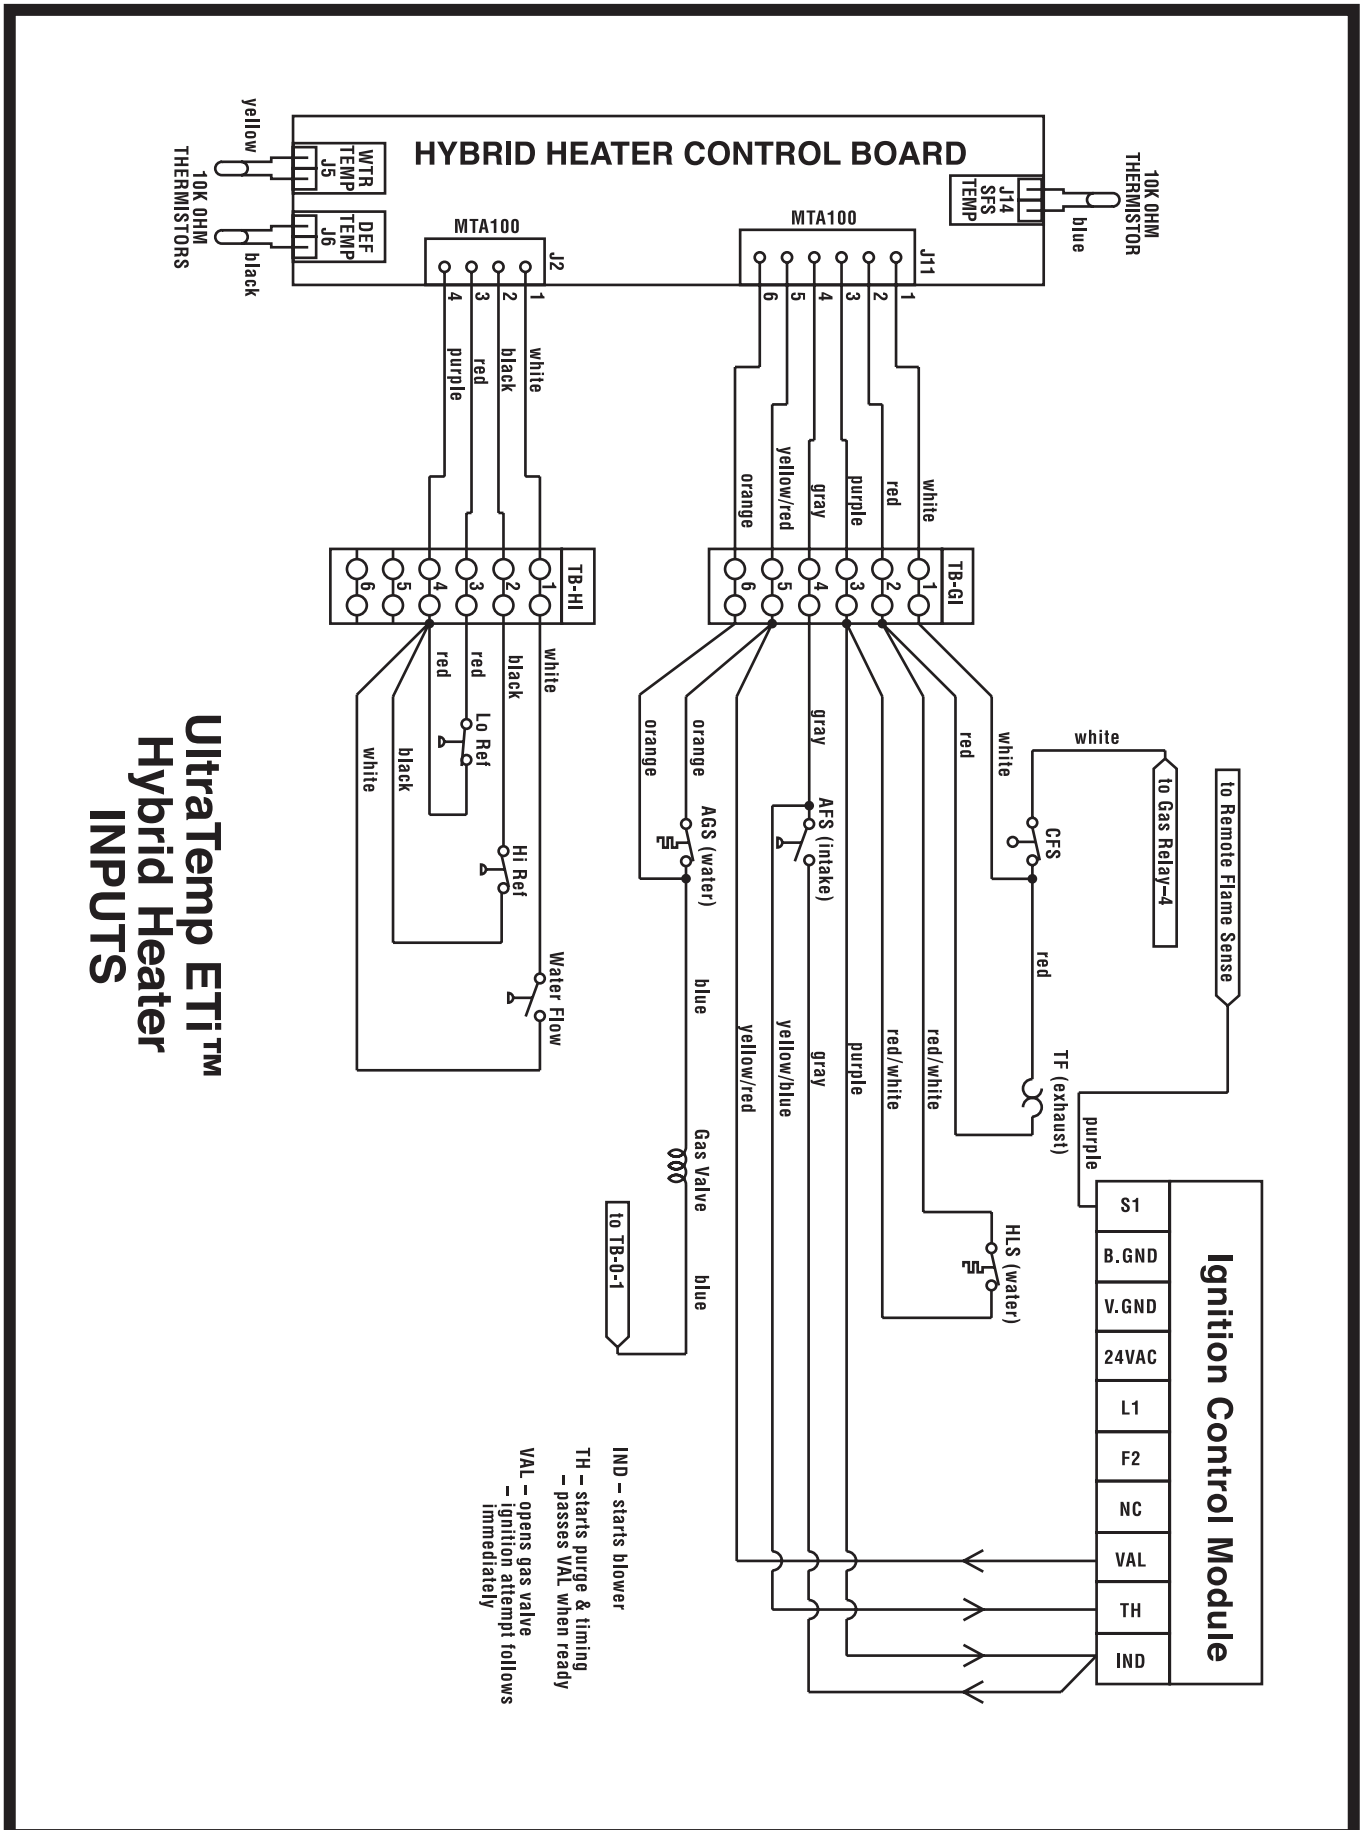 HYBRID HEATER CONTROL BOARD
yellow
WTR
TEMP
J5
10K OHM
THERMISTORS
DEF
TEMP
J6
black
J14
SFS
TEMP
10K OHM
THERMISTOR
blue
MTA100
J2
1
2
3
4
MTA100
J11
1
2
3
4
5
6
white
black
red
purple
white
red
purple
gray
yellow/red
orange
TB-HI
1
2
3
4
5
6
TB-GI
1
2
3
4
5
6
white
black
red
red
Lo Ref
black
white
Hi Ref
Water Flow
orange
orange
AGS (water)
gray
AFS (intake)
red
white
CFS
white
to Gas Relay–4
to Remote Flame Sense
red
TF (exhaust)
purple
blue
yellow/red
yellow/blue
gray
purple
red/white
red/white
HLS (water)
Gas Valve
blue
to TB-0-1
Ignition Control Module
S1
B.GND
V.GND
24VAC
L1
F2
NC
VAL
TH
IND
IND – starts blower
TH – starts purge & timing
– passes VAL when ready
VAL – opens gas valve
– ignition attempt follows
immediately
UltraTemp ETi™
Hybrid Heater
INPUTS